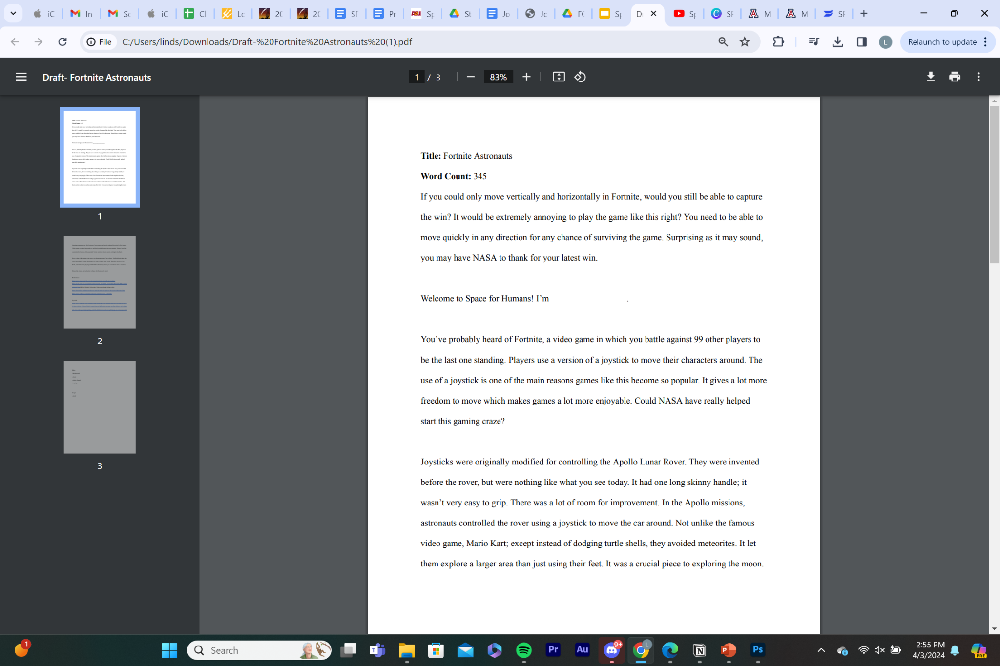 iC
In
Se
iC
Cl
Lc
20
20
SF
Pr
ASU
Sp
St
Jo
Jc
FC
Sp
D
Sp
SF
M
M
SF
File
C:/Users/linds/Downloads/Draft-%20Fortnite%20Astronauts%20(1).pdf
L
Relaunch to update
Draft- Fortnite Astronauts
1 / 3
83%
1
2
3
Title: Fortnite Astronauts
Word Count: 345
If you could only move vertically and horizontally in Fortnite, would you still be able to capture
the win? It would be extremely annoying to play the game like this right? You need to be able to
move quickly in any direction for any chance of surviving the game. Surprising as it may sound,
you may have NASA to thank for your latest win.
Welcome to Space for Humans! I’m _________________.
You’ve probably heard of Fortnite, a video game in which you battle against 99 other players to
be the last one standing. Players use a version of a joystick to move their characters around. The
use of a joystick is one of the main reasons games like this become so popular. It gives a lot more
freedom to move which makes games a lot more enjoyable. Could NASA have really helped
start this gaming craze?
Joysticks were originally modified for controlling the Apollo Lunar Rover. They were invented
before the rover, but were nothing like what you see today. It had one long skinny handle; it
wasn’t very easy to grip. There was a lot of room for improvement. In the Apollo missions,
astronauts controlled the rover using a joystick to move the car around. Not unlike the famous
video game, Mario Kart; except instead of dodging turtle shells, they avoided meteorites. It let
them explore a larger area than just using their feet. It was a crucial piece to exploring the moon.
1
Search
Pr
Au
9+
L
Ps
2:55 PM
4/3/2024
PRE